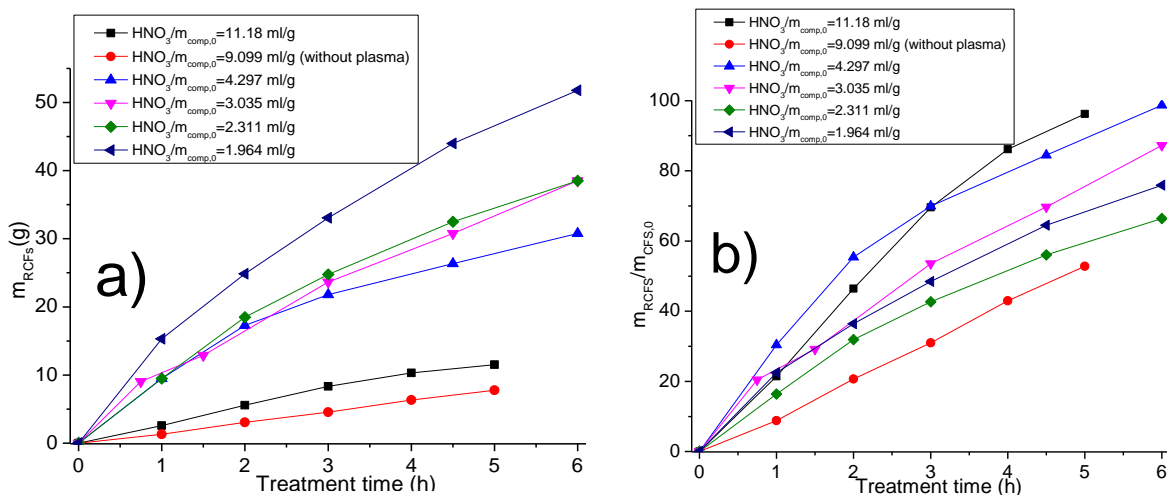 HNO3/mcomp,0=11.18 ml/g
HNO3/mcomp,0=9.099 ml/g (without plasma)
HNO3/mcomp,0=4.297 ml/g
HNO3/mcomp,0=3.035 ml/g
HNO3/mcomp,0=2.311 ml/g
HNO3/mcomp,0=1.964 ml/g
50
40
30
20
10
0
mRCFs(g)
a)
0 1 2 3 4 5 6
Treatment time (h)
HNO3/mcomp,0=11.18 ml/g
HNO3/mcomp,0=9.099 ml/g (without plasma)
HNO3/mcomp,0=4.297 ml/g
HNO3/mcomp,0=3.035 ml/g
HNO3/mcomp,0=2.311 ml/g
HNO3/mcomp,0=1.964 ml/g
100
80
60
40
20
0
mRCFS/mCFS,0
b)
0 1 2 3 4 5 6
Treatment time (h)